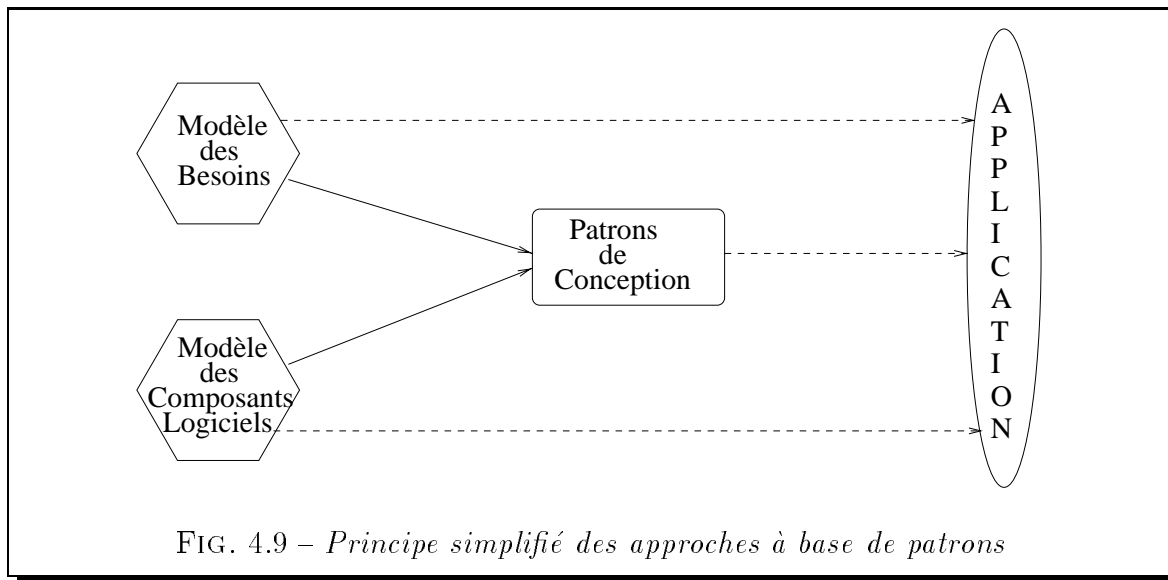 Modèle
des
Besoins
Patrons
de
Conception
Modèle
des
Composants
Logiciels
A
P
P
L
I
C
A
T
I
O
N
FIG. 4.9 – Principe simplifié des approches à base de patrons